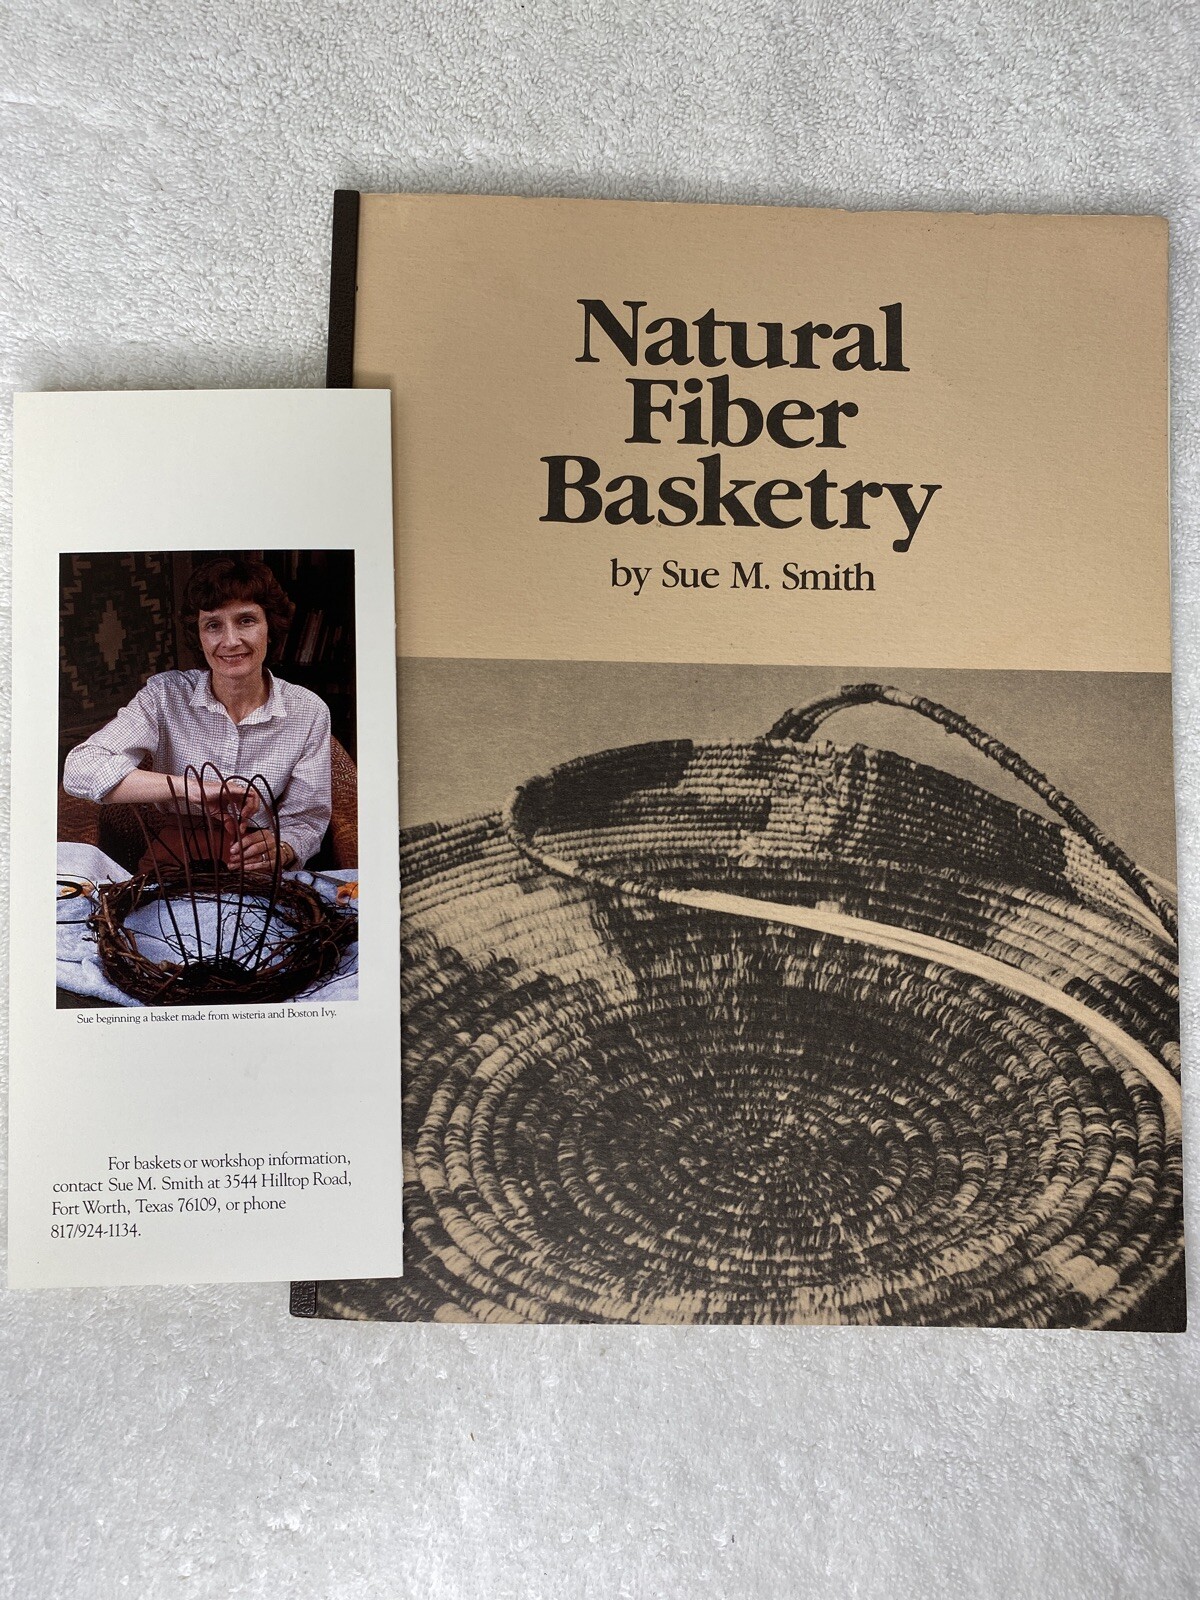 Natural
Fiber
Basketry
by Sue M. Smith
Sue beginning a basket made from wisteria and Boston Ivy.
For baskets or workshop information,
contact Sue M. Smith at 3544 Hilltop Road,
Fort Worth, Texas 76109, or phone
817/924-1134.